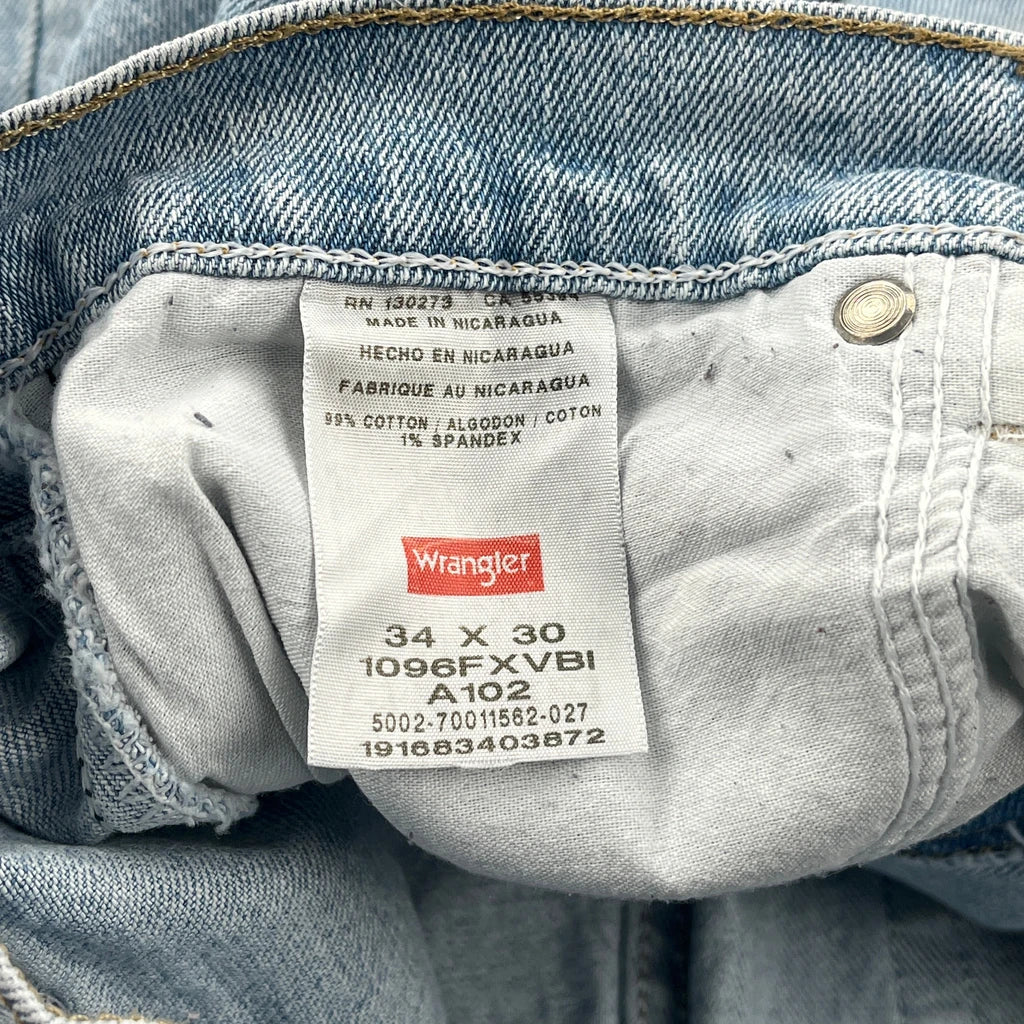 RN 130273 CA
MADE IN NICARAGUA
HECHO EN NICARAGUA
FABRIQUE AU NICARAGUA
99% COTTON / ALGODON / COTON
1% SPANDEX
Wrangler
34 X 30
1096FXVBI
A102
5002-70011562-027
191683403872